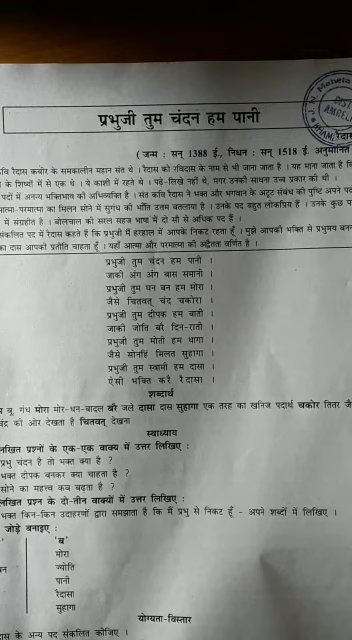 प्रभुजी तुम चंदन हम पानी
रैदास
( जन्म : सन् 1388 ई., निधन : सन् 1518 ई. अनुमानित
कवि रैदास कबीर के समकालीन महान संत थे । रैदास को रविदास के नाम से भी जाना जाता है । यह माना जाता है कि
के शिष्यों में से एक थे । ये काशी में रहते थे । पढ़े-लिखे नहीं थे, मगर उनकी साधना उच्च प्रकार की थी ।
पदों में अनन्य भक्तिभाव की अभिव्यक्ति है । संत कवि रैदास ने भक्त और भगवान के अटूट संबंध की पुष्टि अपने पद
आत्मा-परमात्मा का मिलन सोने में सुगंध की भाँति उत्तम बतलाया है । उनके पद बहुत लोकप्रिय हैं । उनके कुछ प
में संग्रहीत है । बोलचाल की सरल सहज भाषा में दो सौ से अधिक पद हैं ।
संकलित पद में रैदास कहते हैं कि प्रभुजी मैं हरहाल में आपके निकट रहता हूँ । मुझे आपकी भक्ति से प्रभुमय बन
का दास आपको प्रतीति चाहता हूँ । यहाँ आत्मा और परमात्मा की अद्वैतता वर्णित है ।
प्रभुजी तुम चंदन हम पानी ।
जाकी अंग अंग बास समानी ।
प्रभुजी तुम घन बन हम मोरा ।
जैसे चितवत् चंद चकोरा ।
प्रभुजी तुम दीपक हम बाती ।
जाकी जोति बरै दिन-राती ।
प्रभुजी तुम मोती हम धागा ।
जैसे सोनहिं मिलत सुहागा ।
प्रभुजी तुम स्वामी हम दासा ।
ऐसी भक्ति करै रैदासा ।
शब्दार्थ
बू, गंध मोरा मोर-घन-बादल बरै जले दासा दास सुहागा एक तरह का खनिज पदार्थ चकोर तितर जै
चंद्र की ओर देखता है चितवत् देखना
स्वाध्याय
लिखित प्रश्नों के एक-एक वाक्य में उत्तर लिखिए :
प्रभु चंदन है तो भक्त क्या है ?
भक्त दीपक बनकर क्या चाहता है ?
सोने का महत्त्व कब बढ़ता है ?
लिखित प्रश्न के दो-तीन वाक्यों में उत्तर लिखिए :
भक्त किन-किन उदाहरणों द्वारा समझाता है कि मैं प्रभु से निकट हूँ - अपने शब्दों में लिखिए ।
जोड़े बनाइए :
'ब'
मोरा
ज्योति
पानी
रैदासा
सुहागा
योग्यता-विस्तार
दास के अन्य पद संकलित कीजिए ।